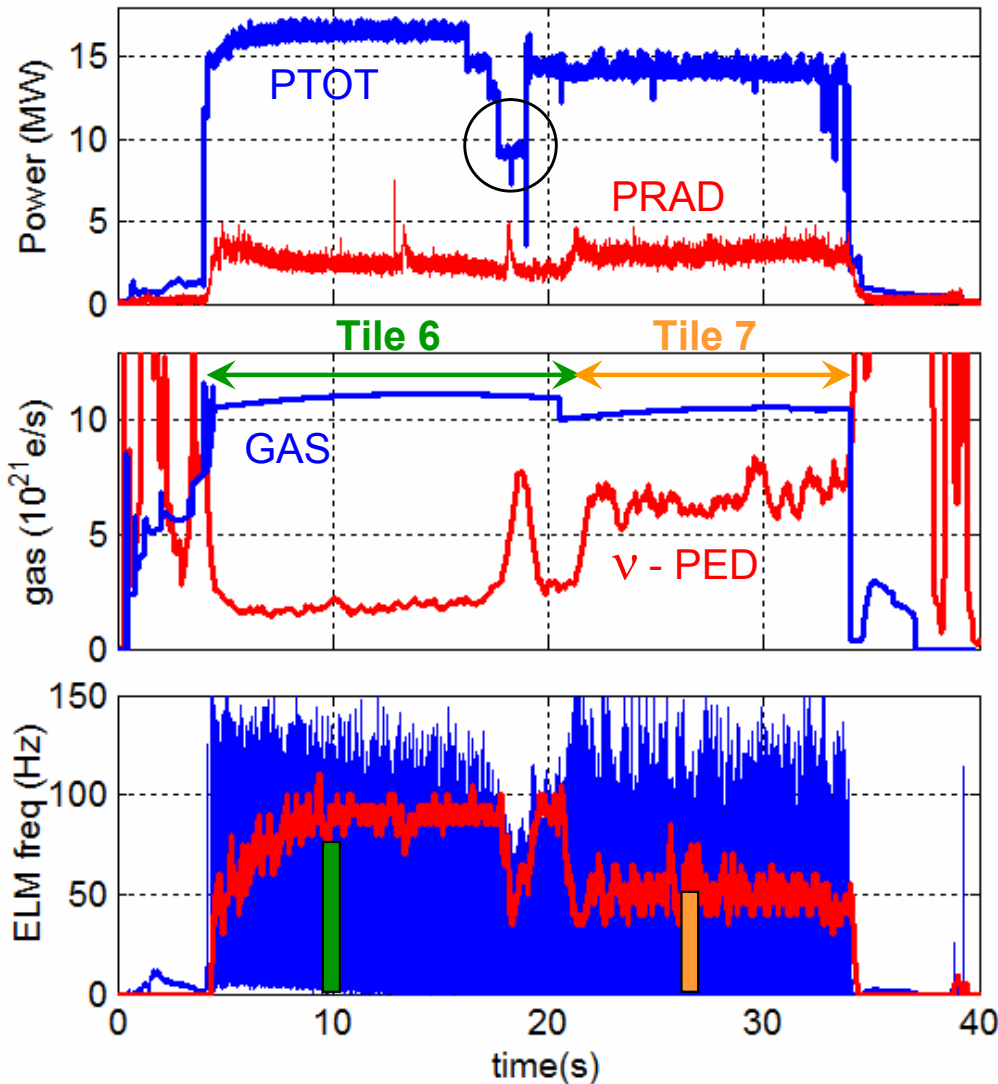 15
PTOT
10
Power (MW)
PRAD
5
0
Tile 6 Tile 7
10
GAS
gas (10²¹ e/s)
5
ν - PED
0
150
100
ELM freq (Hz)
50
0
0 10 20 30 40
time(s)